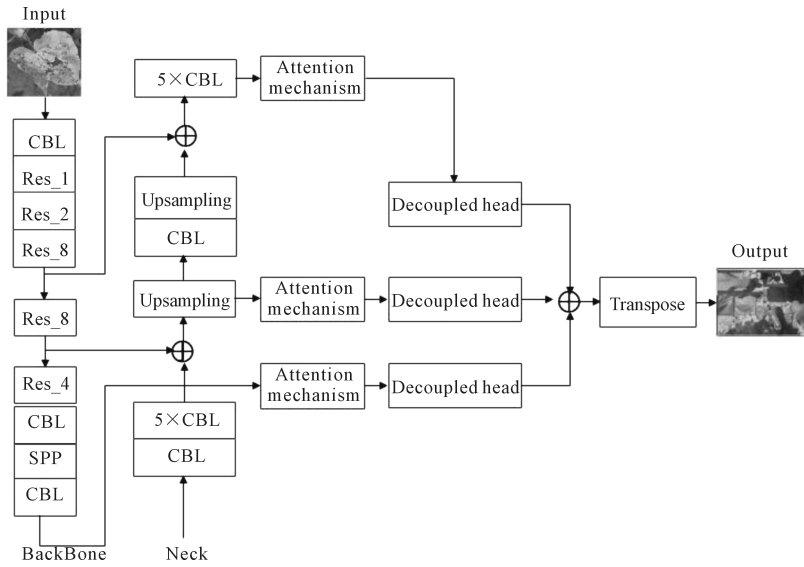 Input
CBL
Res_1
Res_2
Res_8
Res_8
Res_4
CBL
SPP
CBL
BackBone
5×CBL
Upsampling
CBL
Upsampling
5×CBL
CBL
Neck
Attention
mechanism
Attention
mechanism
Attention
mechanism
Decoupled head
Decoupled head
Decoupled head
Transpose
Output